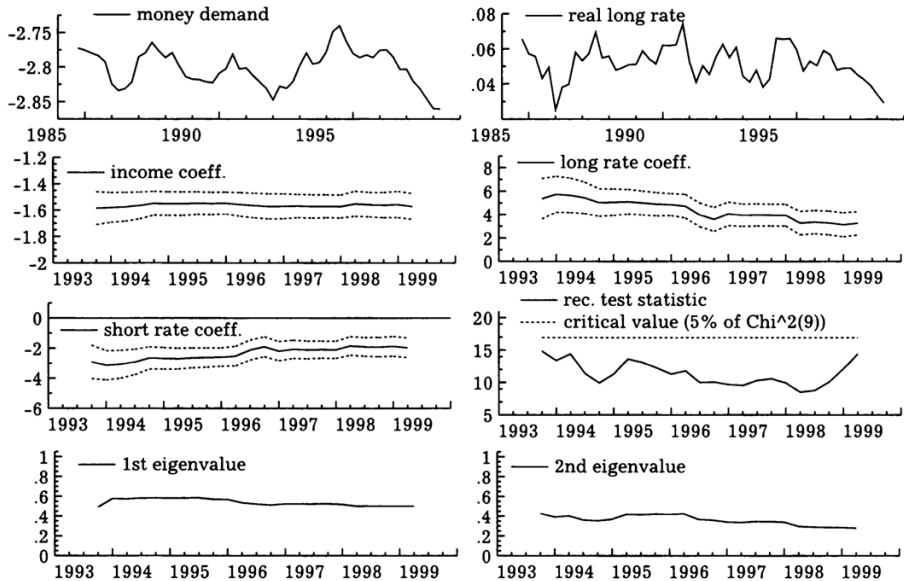 money demand
-2.75
-2.8
-2.85
1985 1990 1995
real long rate
.08
.06
.04
1985 1990 1995
income coeff.
-1.2
-1.4
-1.6
-1.8
-2
1993 1994 1995 1996 1997 1998 1999
long rate coeff.
8
6
4
2
0
1993 1994 1995 1996 1997 1998 1999
short rate coeff.
0
-2
-4
-6
1993 1994 1995 1996 1997 1998 1999
rec. test statistic
critical value (5% of Chi^2(9))
20
15
10
5
1993 1994 1995 1996 1997 1998 1999
1st eigenvalue
1
.8
.6
.4
.2
0
1993 1994 1995 1996 1997 1998 1999
2nd eigenvalue
1
.8
.6
.4
.2
0
1993 1994 1995 1996 1997 1998 1999